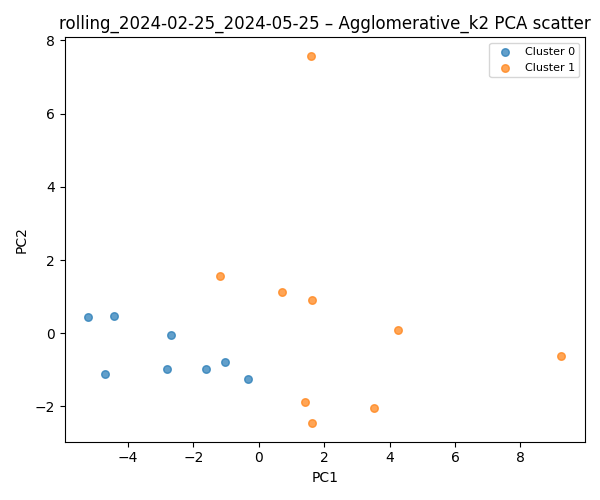 rolling_2024-02-25_2024-05-25 – Agglomerative_k2 PCA scatter
Cluster 0
Cluster 1
8
6
4
2
0
−2
PC2
−4
−2
0
2
4
6
8
PC1